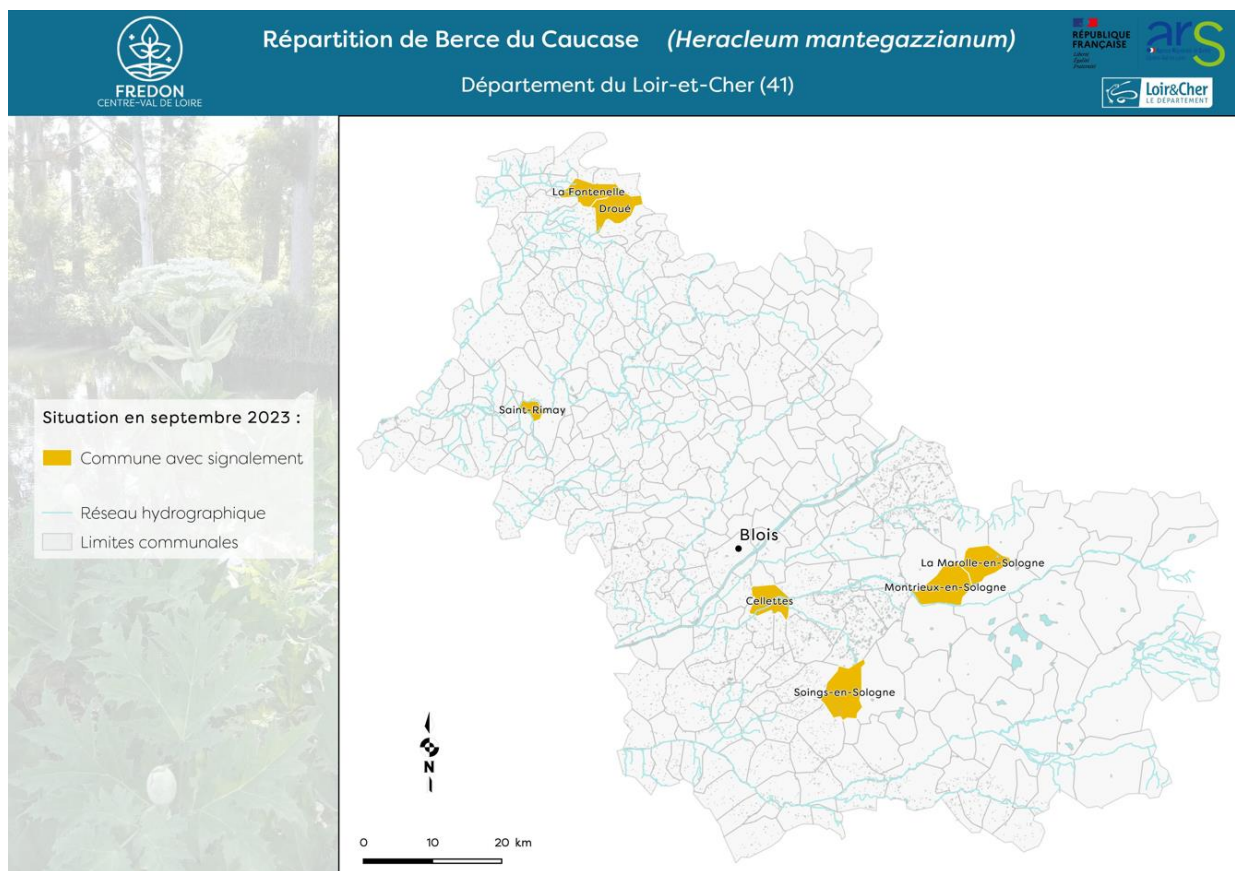 Répartition de Berce du Caucase (Heracleum mantegazzianum)
Département du Loir-et-Cher (41)
FREDON
CENTRE-VAL DE LOIRE
RÉPUBLIQUE
FRANÇAISE
Liberté
Égalité
Fraternité
ars
Loir&Cher
LE DÉPARTEMENT
Situation en septembre 2023 :
Commune avec signalement
Réseau hydrographique
Limites communales
La Fontenelle
Droué
Saint-Rimay
Blois
La Marolle-en-Sologne
Montrieux-en-Sologne
Cellettes
Soings-en-Sologne
N
0 10 20 km